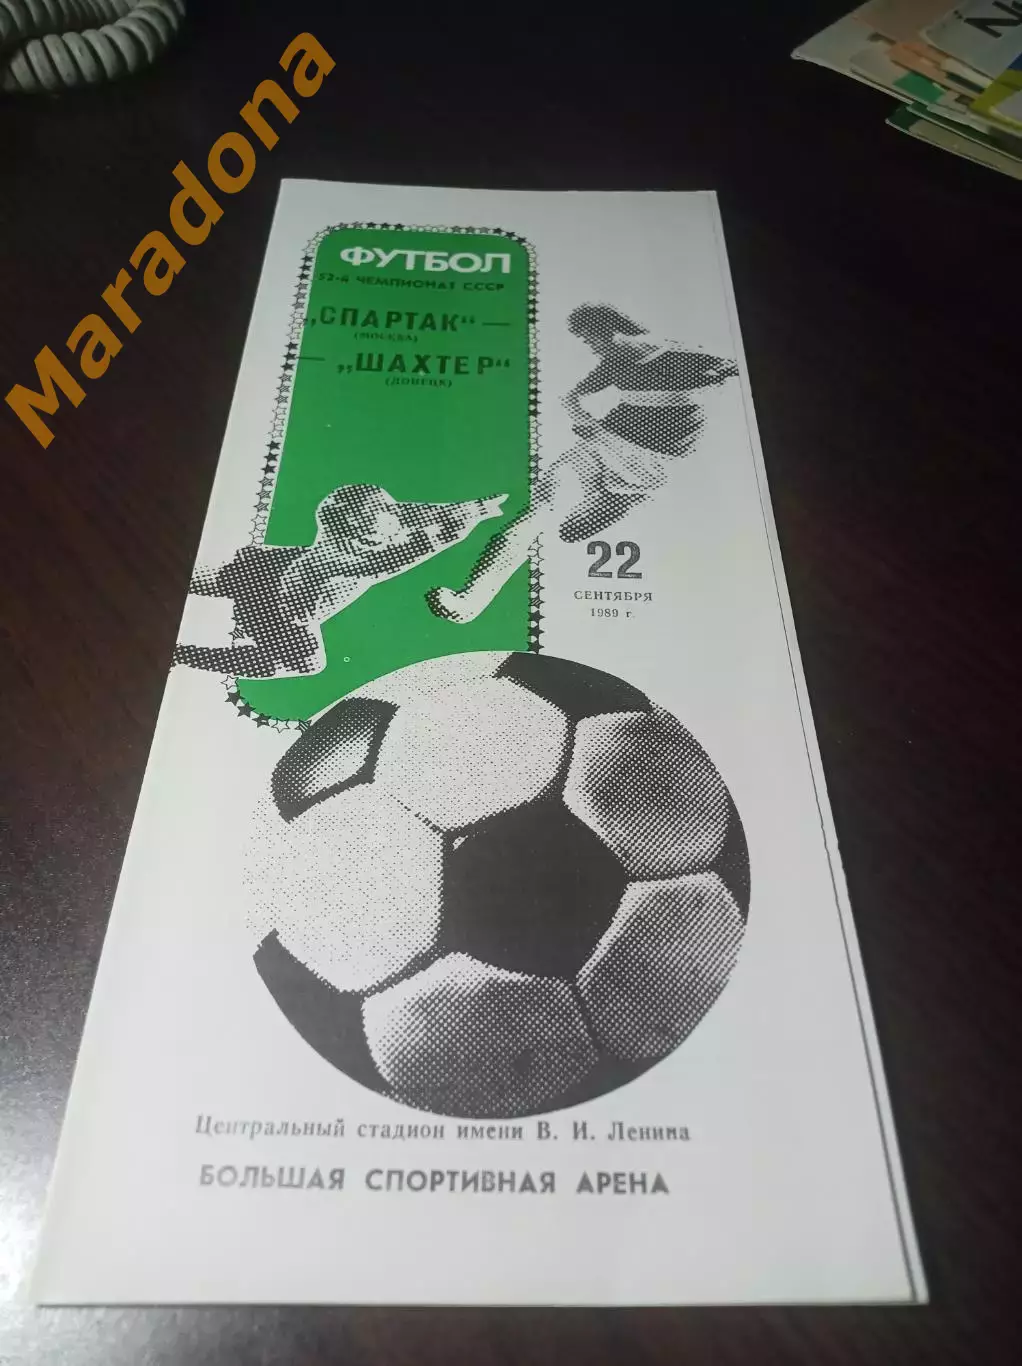 Maradona
ФУТБОЛ
52-й ЧЕМПИОНАТ СССР
„СПАРТАК“ —
(МОСКВА)
— „ШАХТЕР“
(ДОНЕЦК)
22
СЕНТЯБРЯ
1989 г.
Центральный стадион имени В. И. Ленина
БОЛЬШАЯ СПОРТИВНАЯ АРЕНА